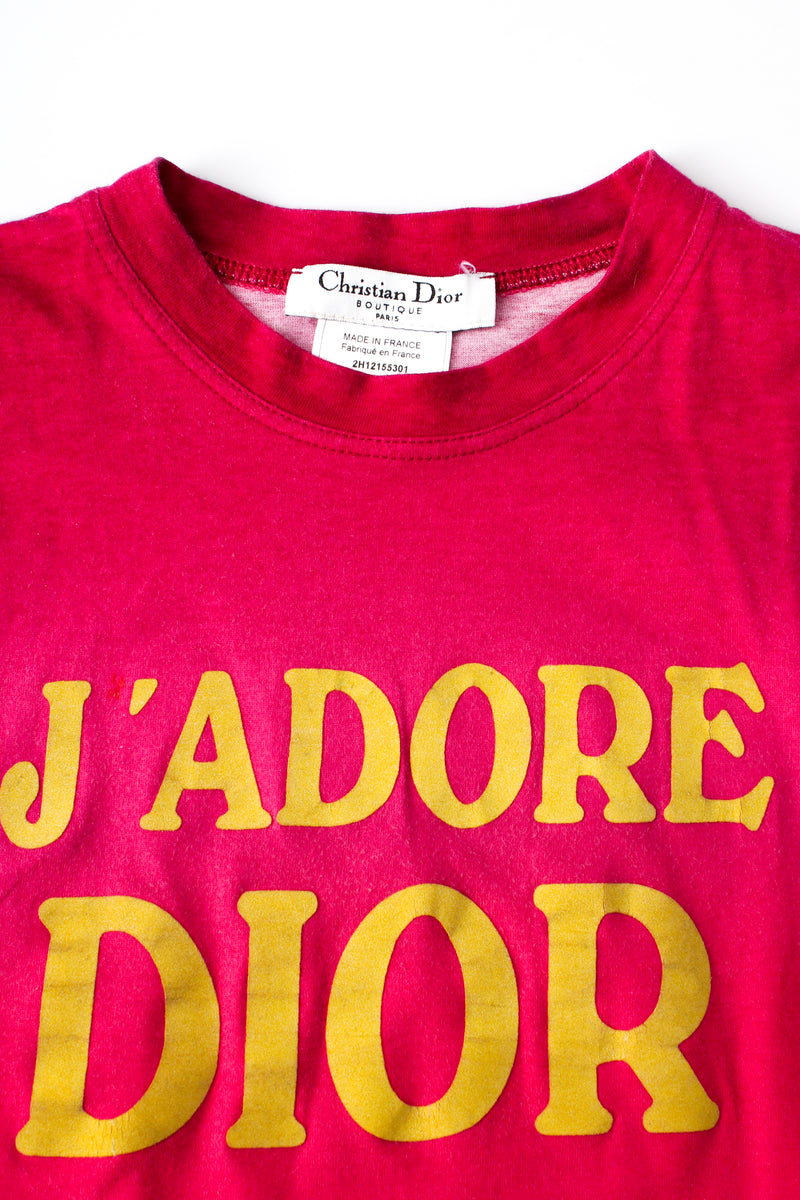 Christian Dior
BOUTIQUE
PARIS
MADE IN FRANCE
Fabriqué en France
2H12155301
J'ADORE
DIOR